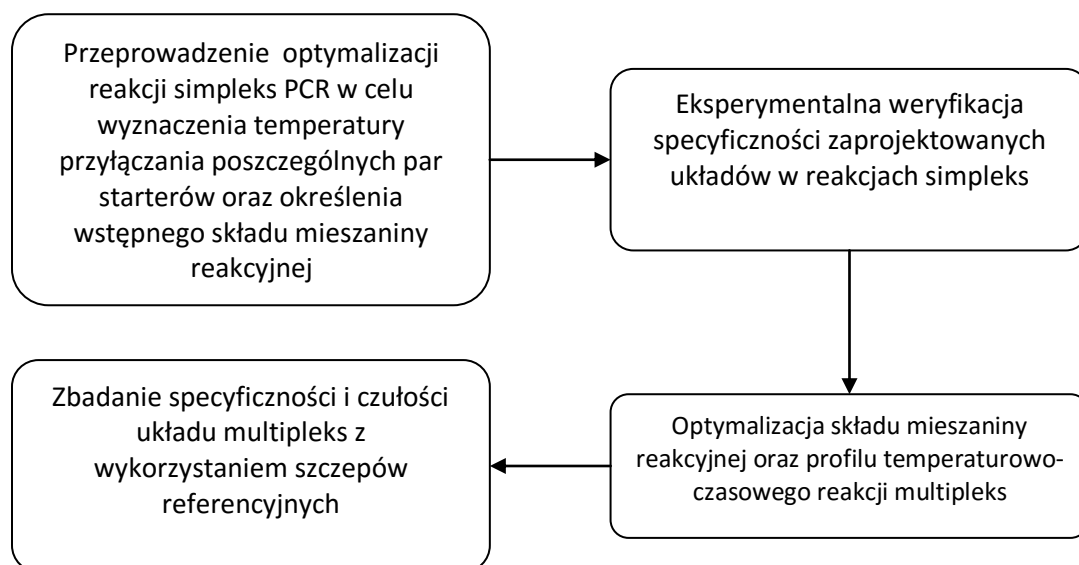 Przeprowadzenie optymalizacji
reakcji simpleks PCR w celu
wyznaczenia temperatury
przyłączania poszczególnych par
starterów oraz określenia
wstępnego składu mieszaniny
reakcyjnej
Eksperymentalna weryfikacja
specyficzności zaprojektowanych
układów w reakcjach simpleks
Optymalizacja składu mieszaniny
reakcyjnej oraz profilu temperaturowo-
czasowego reakcji multipleks
Zbadanie specyficzności i czułości
układu multipleks z
wykorzystaniem szczepów
referencyjnych